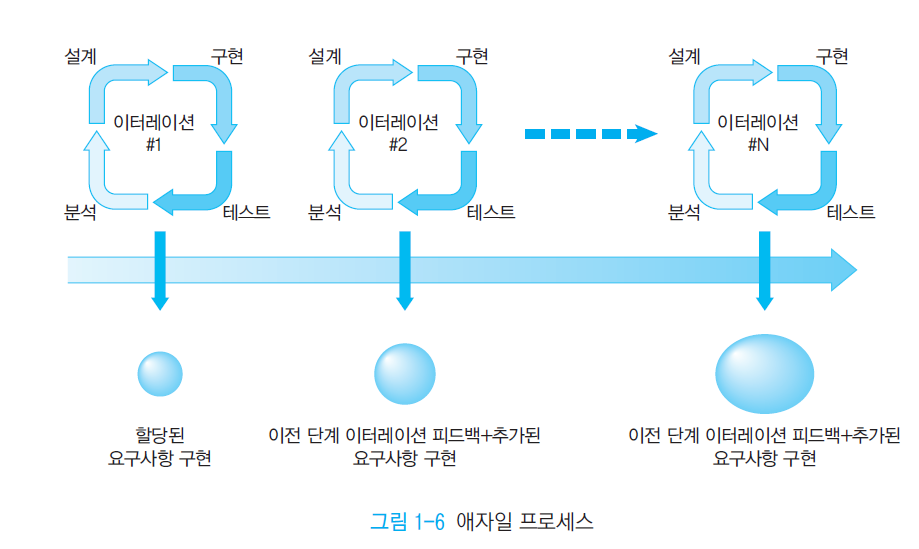 설계
구현
이터레이션
#1
분석
테스트
설계
구현
이터레이션
#2
분석
테스트
설계
구현
이터레이션
#N
분석
테스트
할당된
요구사항 구현
이전 단계 이터레이션 피드백+추가된
요구사항 구현
이전 단계 이터레이션 피드백+추가된
요구사항 구현
그림 1-6 애자일 프로세스